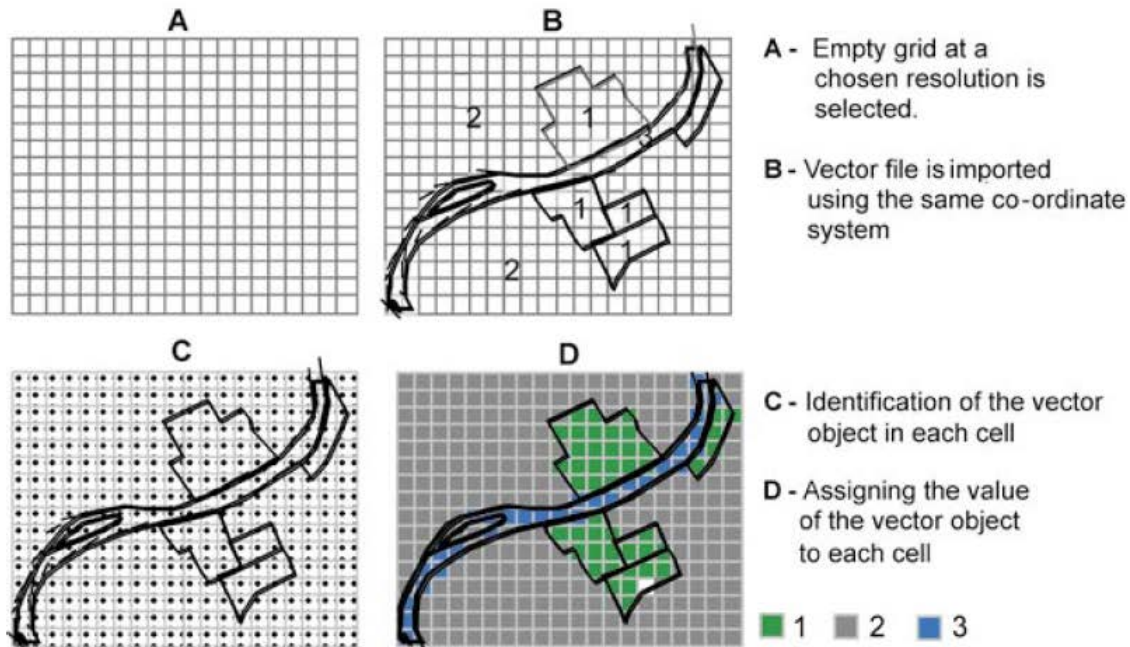 A
B
A - Empty grid at a
chosen resolution is
selected.
B - Vector file is imported
using the same co-ordinate
system
2
1
3
1
1
1
2
C
D
C - Identification of the vector
object in each cell
D - Assigning the value
of the vector object
to each cell
1 2 3